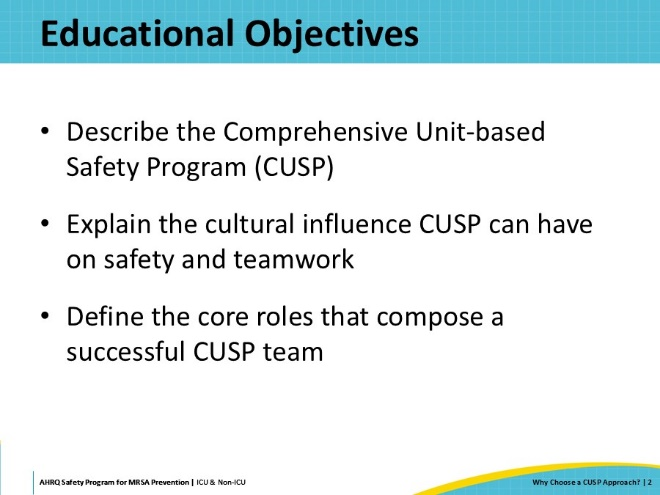 Educational Objectives
• Describe the Comprehensive Unit-based
Safety Program (CUSP)
• Explain the cultural influence CUSP can have
on safety and teamwork
• Define the core roles that compose a
successful CUSP team
AHRQ Safety Program for MRSA Prevention | ICU & Non-ICU
Why Choose a CUSP Approach? | 2